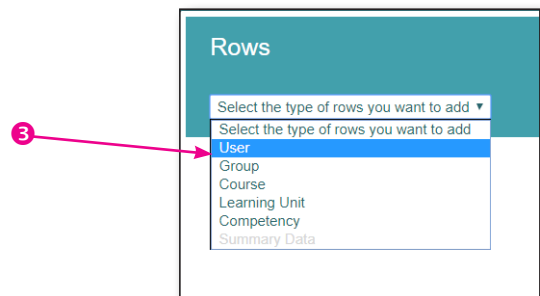 Rows
Select the type of rows you want to add
3
Select the type of rows you want to add
User
Group
Course
Learning Unit
Competency
Summary Data